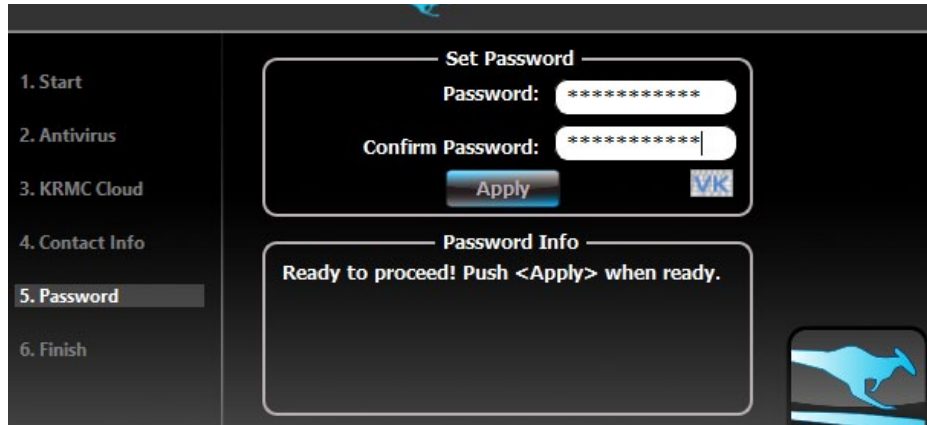 1. Start
2. Antivirus
3. KRMC Cloud
4. Contact Info
5. Password
6. Finish
Set Password
Password: ***********
Confirm Password: ***********
Apply
VK
Password Info
Ready to proceed! Push <Apply> when ready.